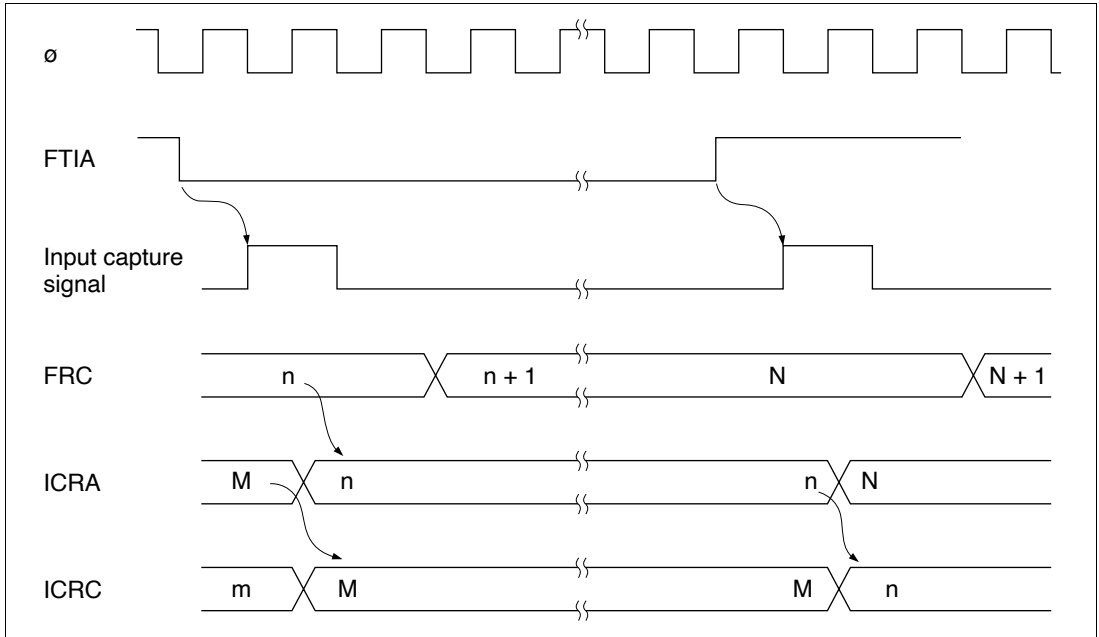 ø
FTIA
Input capture
signal
FRC
n
n + 1
N
N + 1
ICRA
M
n
n
N
ICRC
m
M
M
n